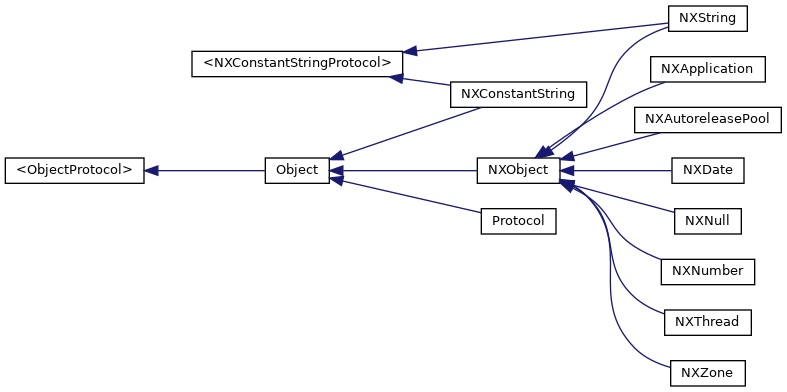 NXString
<NXConstantStringProtocol>
NXApplication
NXConstantString
NXAutoreleasePool
<ObjectProtocol>
Object
NXObject
NXDate
Protocol
NXNull
NXNumber
NXThread
NXZone